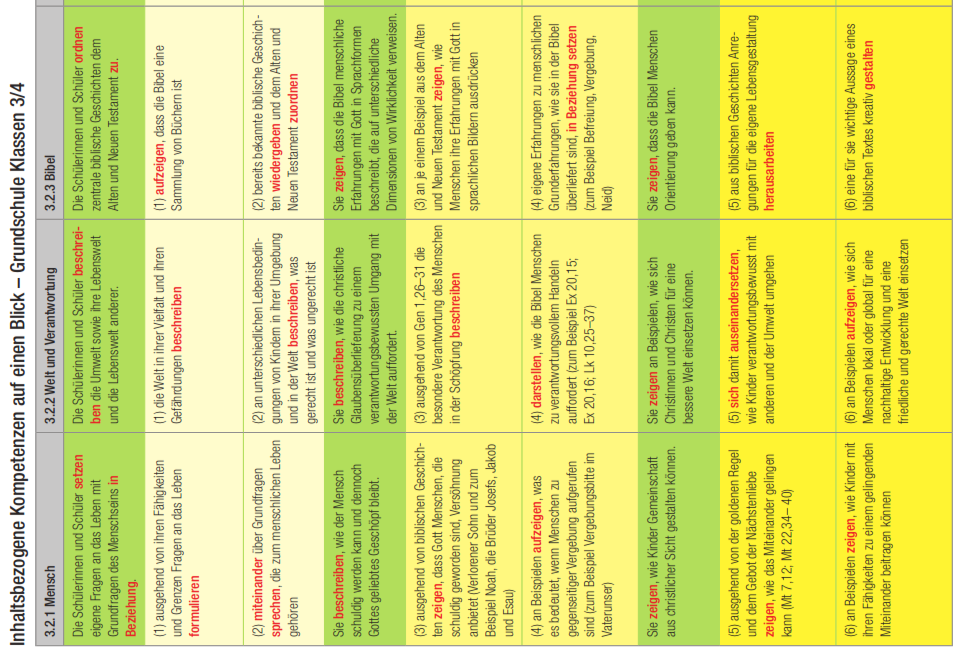 Inhaltsbezogene Kompetenzen auf einen Blick – Grundschule Klassen 3/4
3.2.1 Mensch
Die Schülerinnen und Schüler setzen
eigene Fragen an das Leben mit
Grundfragen des Menschseins in
Beziehung.
(1) ausgehend von ihren Fähigkeiten
und Grenzen Fragen an das Leben
formulieren
(2) miteinander über Grundfragen
sprechen, die zum menschlichen Leben
gehören
Sie beschreiben, wie der Mensch
schuldig werden kann und dennoch
Gottes geliebtes Geschöpf bleibt.
(3) ausgehend von biblischen Geschich-
ten zeigen, dass Gott Menschen, die
schuldig geworden sind, Versöhnung
anbietet (Verlorener Sohn und zum
Beispiel Noah, die Brüder Josefs, Jakob
und Esau)
(4) an Beispielen aufzeigen, was
es bedeutet, wenn Menschen zu
gegenseitiger Vergebung aufgerufen
sind (zum Beispiel Vergebungsbitte im
Vaterunser)
Sie zeigen, wie Kinder Gemeinschaft
aus christlicher Sicht gestalten können.
(5) ausgehend von der goldenen Regel
und dem Gebot der Nächstenliebe
zeigen, wie das Miteinander gelingen
kann (Mt 7,12; Mt 22,34– 40)
(6) an Beispielen zeigen, wie Kinder mit
ihren Fähigkeiten zu einem gelingenden
Miteinander beitragen können
3.2.2 Welt und Verantwortung
Die Schülerinnen und Schüler beschrei-
ben die Umwelt sowie ihre Lebenswelt
und die Lebenswelt anderer.
(1) die Welt in ihrer Vielfalt und ihren
Gefährdungen beschreiben
(2) an unterschiedlichen Lebensbedin-
gungen von Kindern in ihrer Umgebung
und in der Welt beschreiben, was
gerecht ist und was ungerecht ist
Sie beschreiben, wie die christliche
Glaubensüberlieferung zu einem
verantwortungsbewussten Umgang mit
der Welt auffordert.
(3) ausgehend von Gen 1,26–31 die
besondere Verantwortung des Menschen
in der Schöpfung beschreiben
(4) darstellen, wie die Bibel Menschen
zu verantwortungsvollem Handeln
auffordert (zum Beispiel Ex 20,15;
Ex 20,16; Lk 10,25–37)
Sie zeigen an Beispielen, wie sich
Christinnen und Christen für eine
bessere Welt einsetzen können.
(5) sich damit auseinandersetzen,
wie Kinder verantwortungsbewusst mit
anderen und der Umwelt umgehen
(6) an Beispielen aufzeigen, wie sich
Menschen lokal oder global für eine
nachhaltige Entwicklung und eine
friedliche und gerechte Welt einsetzen
3.2.3 Bibel
Die Schülerinnen und Schüler ordnen
zentrale biblische Geschichten dem
Alten und Neuen Testament zu.
(1) aufzeigen, dass die Bibel eine
Sammlung von Büchern ist
(2) bereits bekannte biblische Geschich-
ten wiedergeben und dem Alten und
Neuen Testament zuordnen
Sie zeigen, dass die Bibel menschliche
Erfahrungen mit Gott in Sprachformen
beschreibt, die auf unterschiedliche
Dimensionen von Wirklichkeit verweisen.
(3) an je einem Beispiel aus dem Alten
und Neuen Testament zeigen, wie
Menschen ihre Erfahrungen mit Gott in
sprachlichen Bildern ausdrücken
(4) eigene Erfahrungen zu menschlichen
Grunderfahrungen, wie sie in der Bibel
überliefert sind, in Beziehung setzen
(zum Beispiel Befreiung, Vergebung,
Neid)
Sie zeigen, dass die Bibel Menschen
Orientierung geben kann.
(5) aus biblischen Geschichten Anre-
gungen für die eigene Lebensgestaltung
herausarbeiten
(6) eine für sie wichtige Aussage eines
biblischen Textes kreativ gestalten